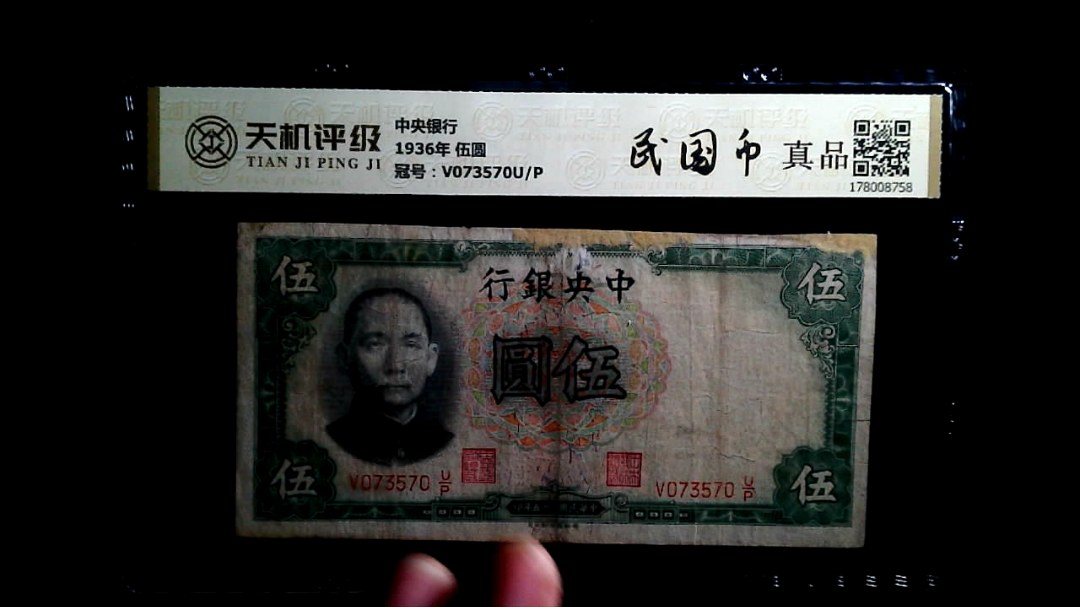 天机评级
TIAN JI PING JI
中央银行
1936年 伍圆
冠号：V073570U/P
民国币 真品
178008758
伍 伍
行銀央中
圓伍
V073570 U/P
V073570 U/P
伍 伍